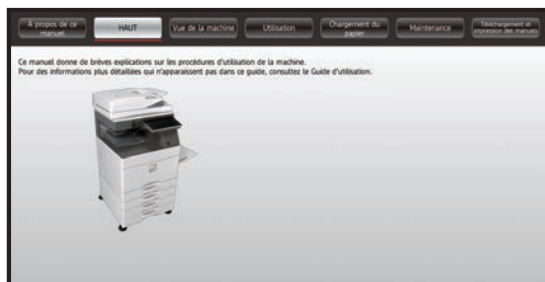 À propos de ce
manuel
HAUT
Vue de la machine
Utilisation
Chargement du
papier
Maintenance
Téléchargement et
impression des manuels
Ce manuel donne de brèves explications sur les procédures d'utilisation de la machine.
Pour des informations plus détaillées qui n'apparaissent pas dans ce guide, consultez le Guide d'utilisation.